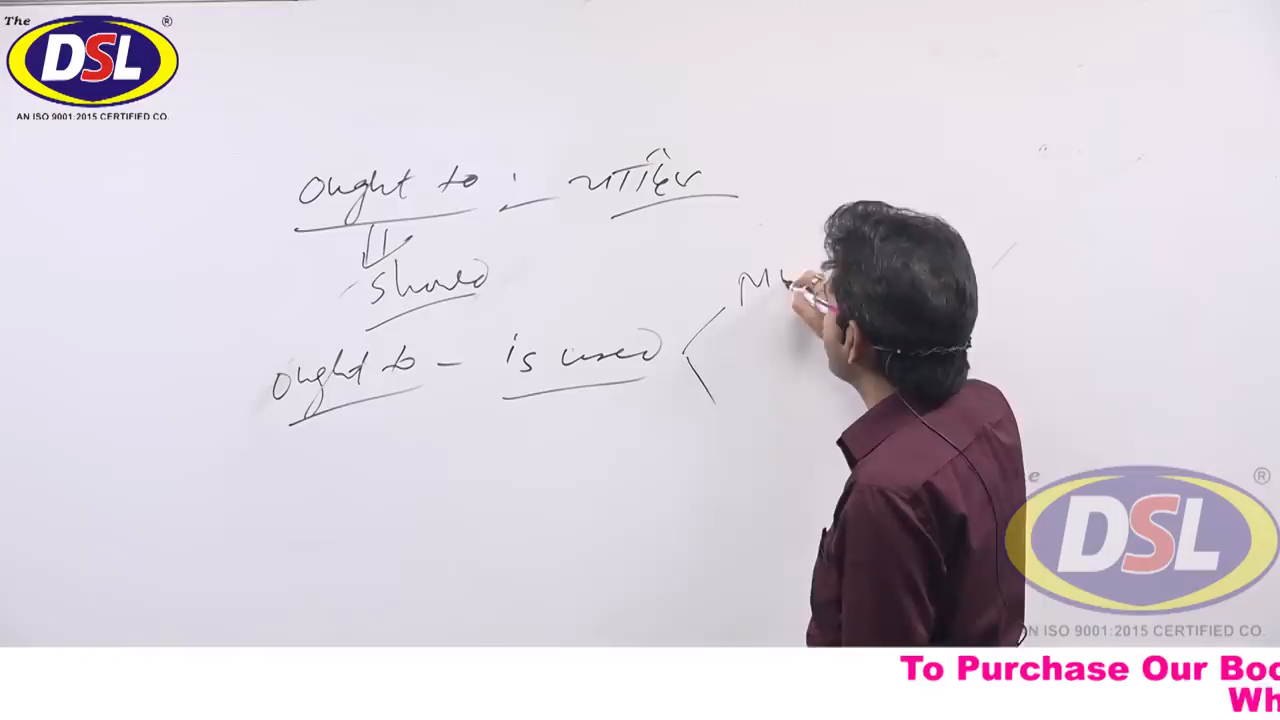 The
DSL
®
AN ISO 9001:2015 CERTIFIED CO.
ought to : चाहिए
should
ought to - is used
DSL
®
AN ISO 9001:2015 CERTIFIED CO.
To Purchase Our Boo
Wh